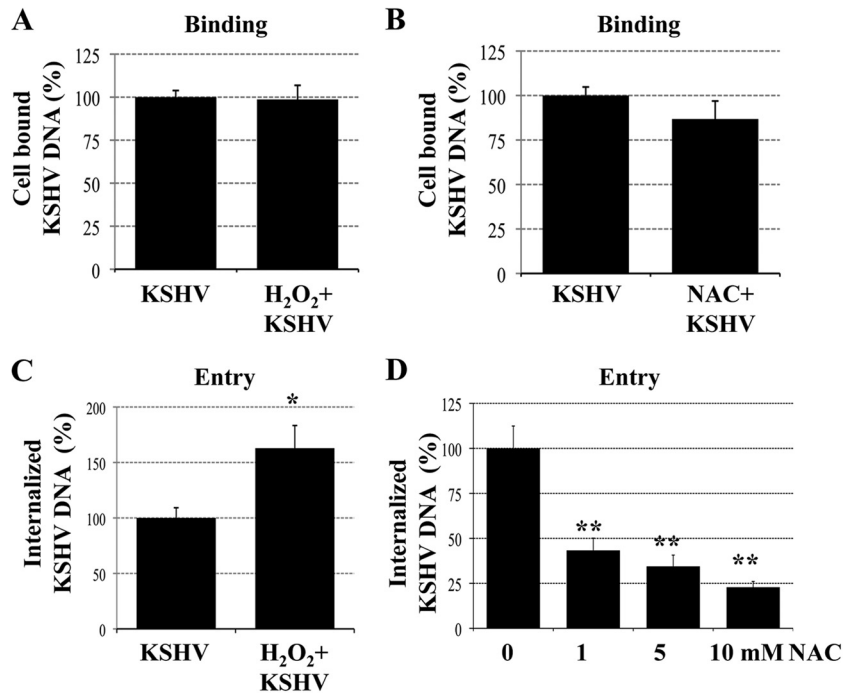 A
Binding
Cell bound
KSHV DNA (%)
125
100
75
50
25
0
KSHV
H₂O₂+
KSHV
B
Binding
Cell bound
KSHV DNA (%)
125
100
75
50
25
0
KSHV
NAC+
KSHV
C
Entry
Internalized
KSHV DNA (%)
200
150
100
50
0
*
KSHV
H₂O₂+
KSHV
D
Entry
Internalized
KSHV DNA (%)
125
100
75
50
25
0
**
**
**
0 1 5 10 mM NAC